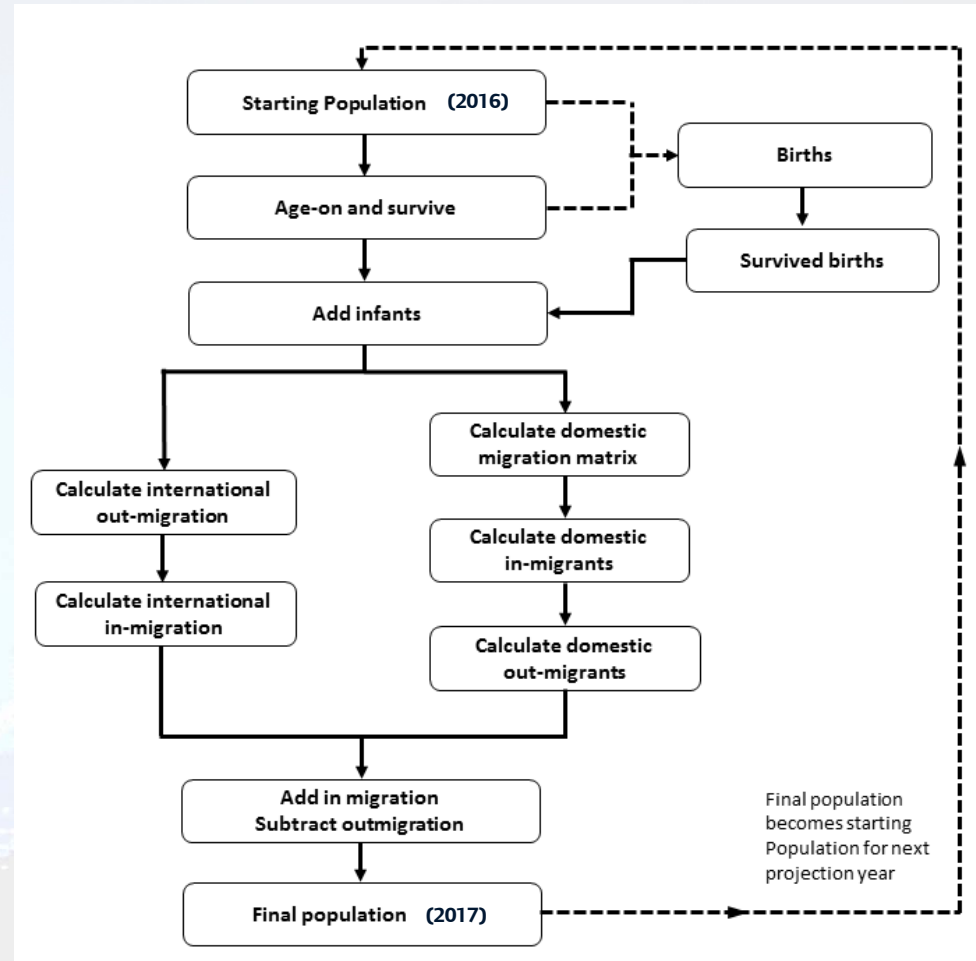 Starting Population (2016)
Births
Age-on and survive
Survived births
Add infants
Calculate domestic
migration matrix
Calculate international
out-migration
Calculate domestic
in-migrants
Calculate international
in-migration
Calculate domestic
out-migrants
Add in migration
Subtract outmigration
Final population
becomes starting
Population for next
projection year
Final population (2017)